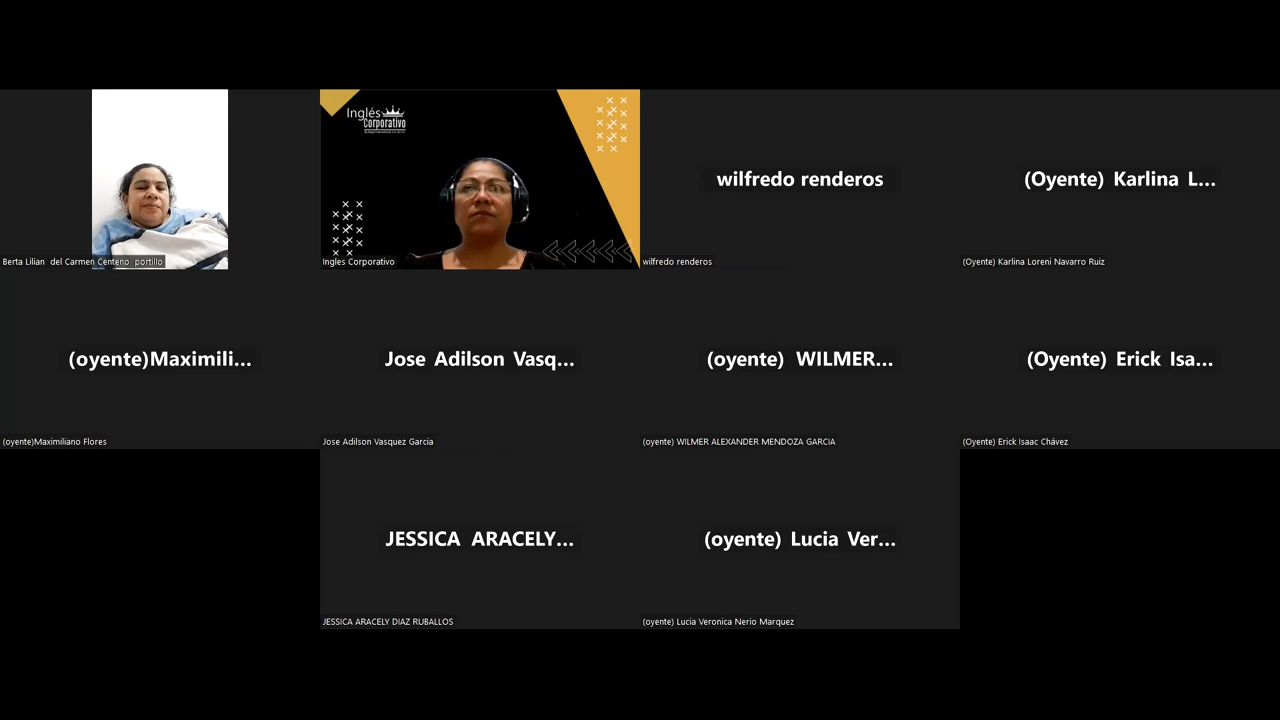 Inglés
Corporativo
wilfredo renderos
(Oyente) Karlina L...
Berta Lilian del Carmen Centeno portillo
Ingles Corporativo
wilfredo renderos
(Oyente) Karlina Loreni Navarro Ruiz
(oyente)Maximili...
Jose Adilson Vasq...
(oyente) WILMER...
(Oyente) Erick Isa...
(oyente)Maximiliano Flores
Jose Adilson Vasquez Garcia
(oyente) WILMER ALEXANDER MENDOZA GARCIA
(Oyente) Erick Isaac Chávez
JESSICA ARACELY...
(oyente) Lucia Ver...
JESSICA ARACELY DIAZ RUBALLOS
(oyente) Lucia Veronica Nerio Marquez